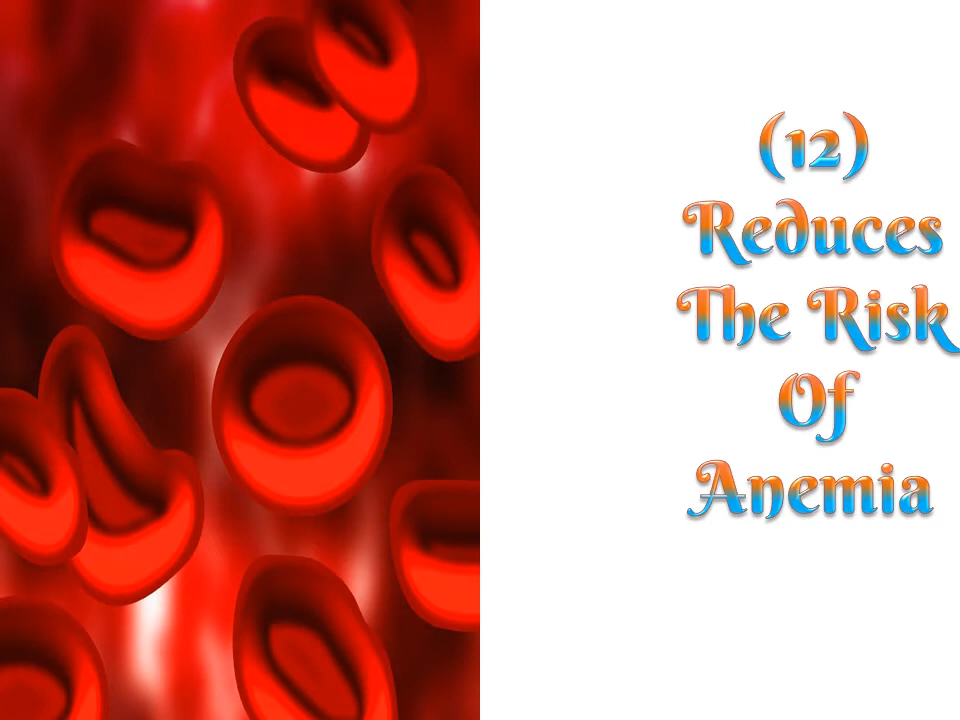 (12)
Reduces
The Risk
Of
Anemia